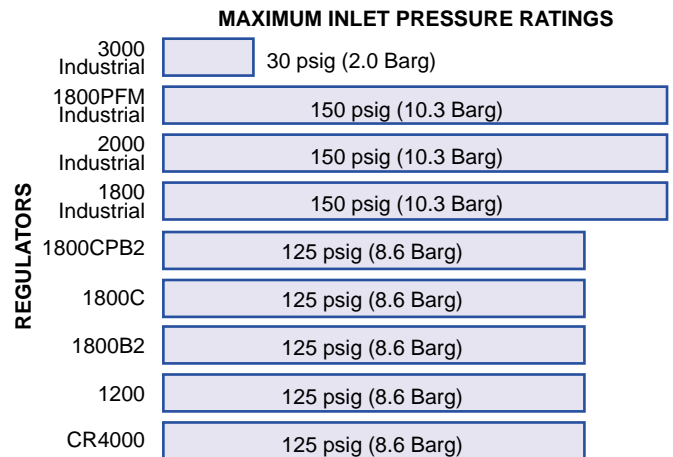 MAXIMUM INLET PRESSURE RATINGS
REGULATORS
3000
Industrial
30 psig (2.0 Barg)
1800PFM
Industrial
150 psig (10.3 Barg)
2000
Industrial
150 psig (10.3 Barg)
1800
Industrial
150 psig (10.3 Barg)
1800CPB2
125 psig (8.6 Barg)
1800C
125 psig (8.6 Barg)
1800B2
125 psig (8.6 Barg)
1200
125 psig (8.6 Barg)
CR4000
125 psig (8.6 Barg)